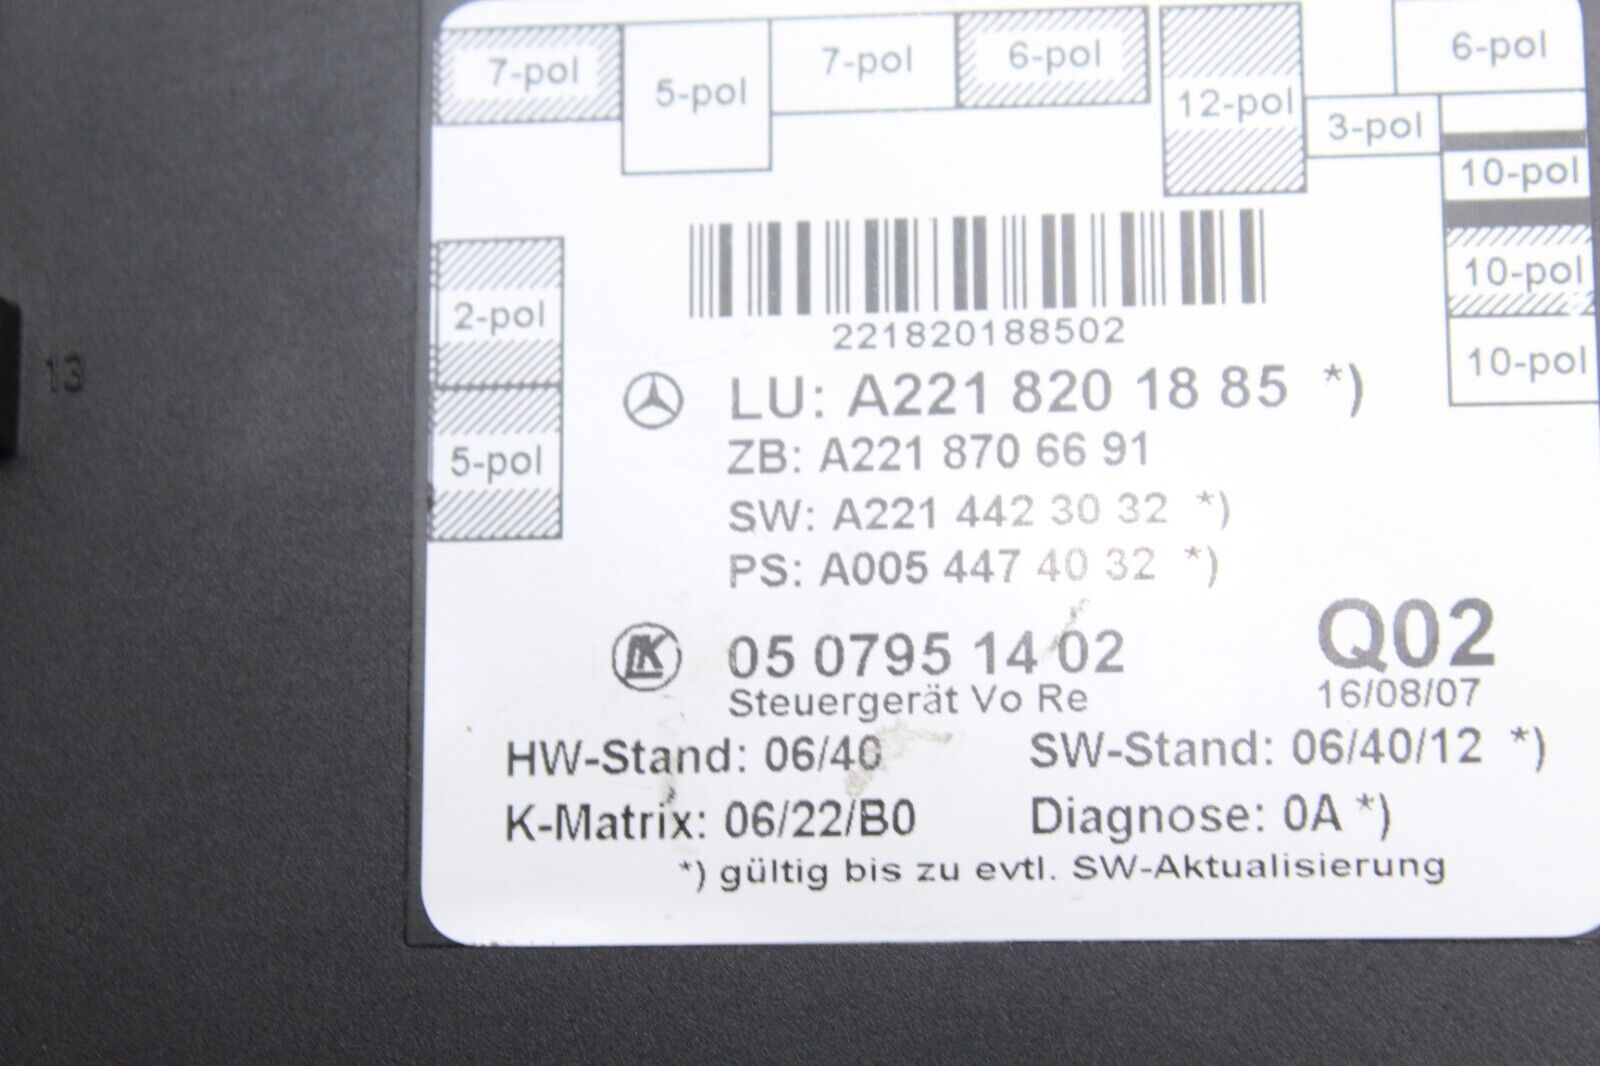 7-pol
5-pol
7-pol
6-pol
12-pol
3-pol
6-pol
10-pol
10-pol
10-pol
2-pol
5-pol
13
221820188502
LU: A221 820 18 85 *)
ZB: A221 870 66 91
SW: A221 442 30 32 *)
PS: A005 447 40 32 *)
LK 05 0795 14 02
Q02
Steuergerät Vo Re
16/08/07
HW-Stand: 06/40
SW-Stand: 06/40/12 *)
K-Matrix: 06/22/B0
Diagnose: 0A *)
*) gültig bis zu evtl. SW-Aktualisierung